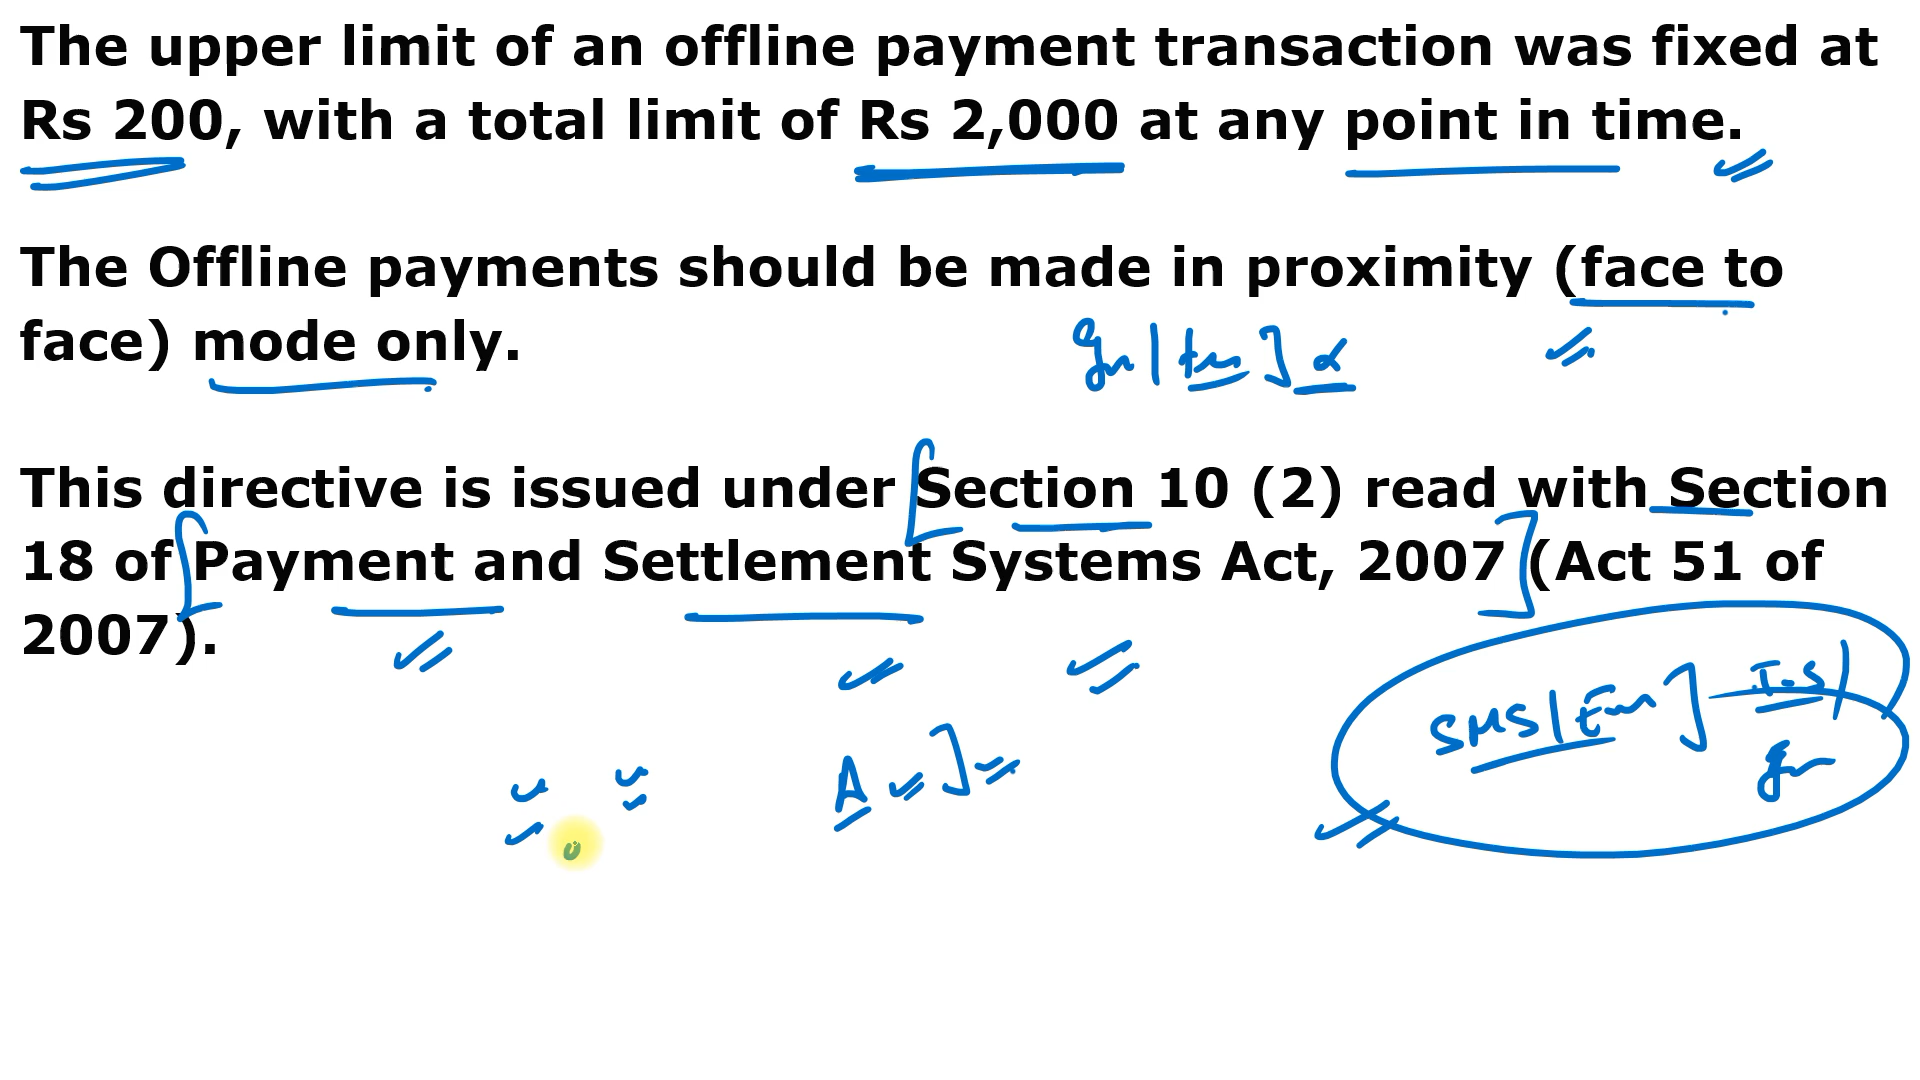 The upper limit of an offline payment transaction was fixed at
Rs 200, with a total limit of Rs 2,000 at any point in time.
The Offline payments should be made in proximity (face to
face) mode only.
This directive is issued under Section 10 (2) read with Section
18 of Payment and Settlement Systems Act, 2007 (Act 51 of
2007).
SMS
A